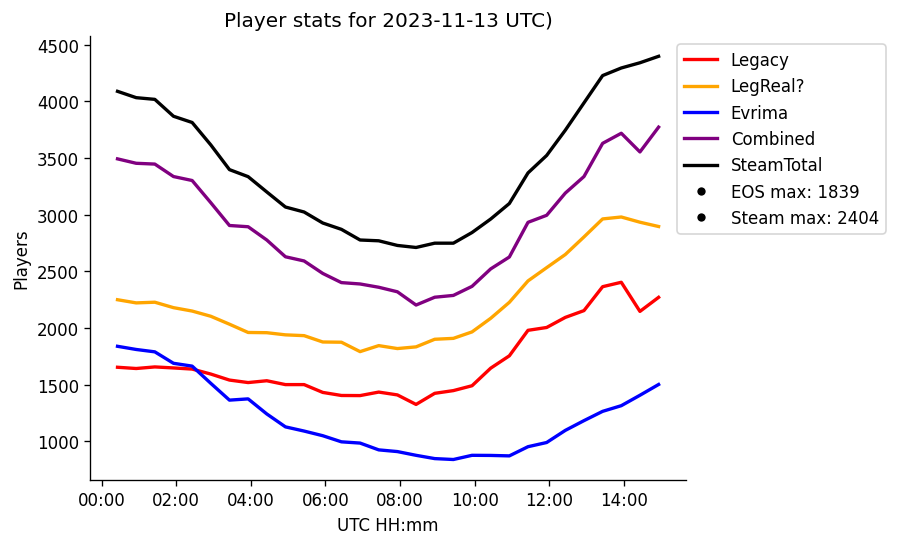 Player stats for 2023-11-13 UTC)
4500
4000
3500
3000
2500
2000
1500
1000
Players
00:00 02:00 04:00 06:00 08:00 10:00 12:00 14:00
UTC HH:mm
Legacy
LegReal?
Evrima
Combined
SteamTotal
EOS max: 1839
Steam max: 2404